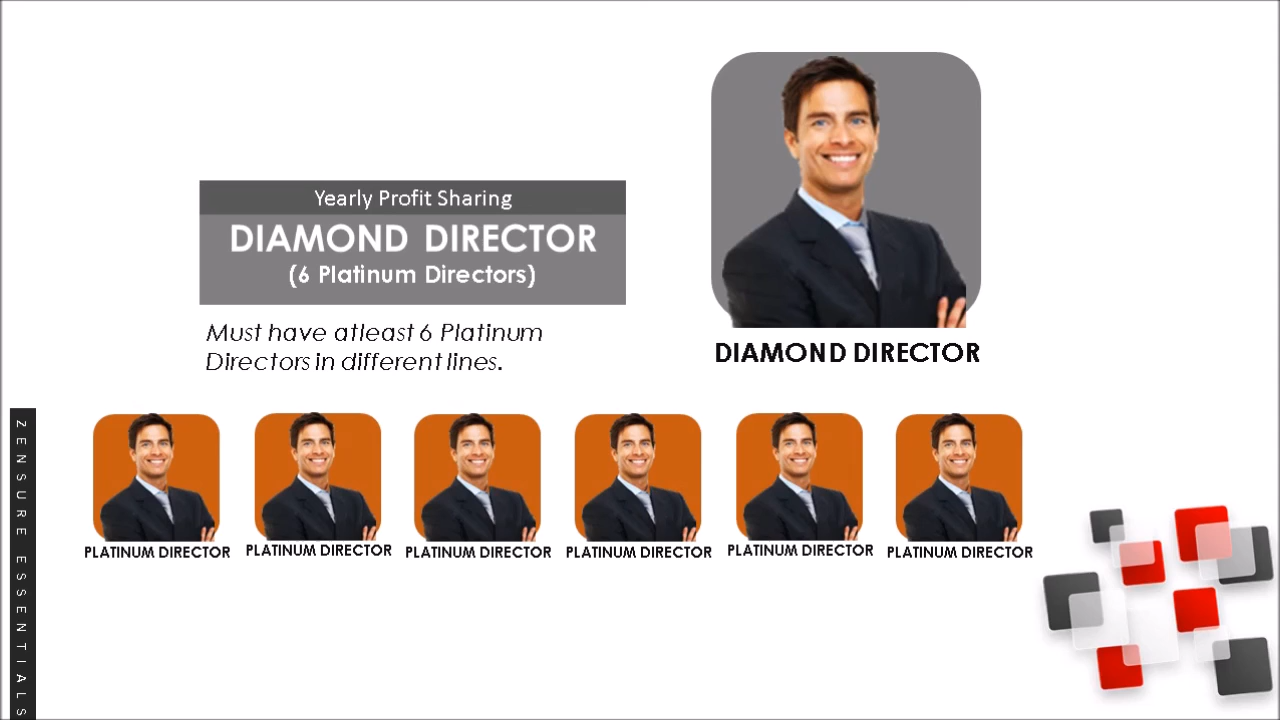 Yearly Profit Sharing
DIAMOND DIRECTOR
(6 Platinum Directors)
Must have atleast 6 Platinum
Directors in different lines.
DIAMOND DIRECTOR
PLATINUM DIRECTOR
PLATINUM DIRECTOR
PLATINUM DIRECTOR
PLATINUM DIRECTOR
PLATINUM DIRECTOR
PLATINUM DIRECTOR
ZENSURE ESSENTIALS